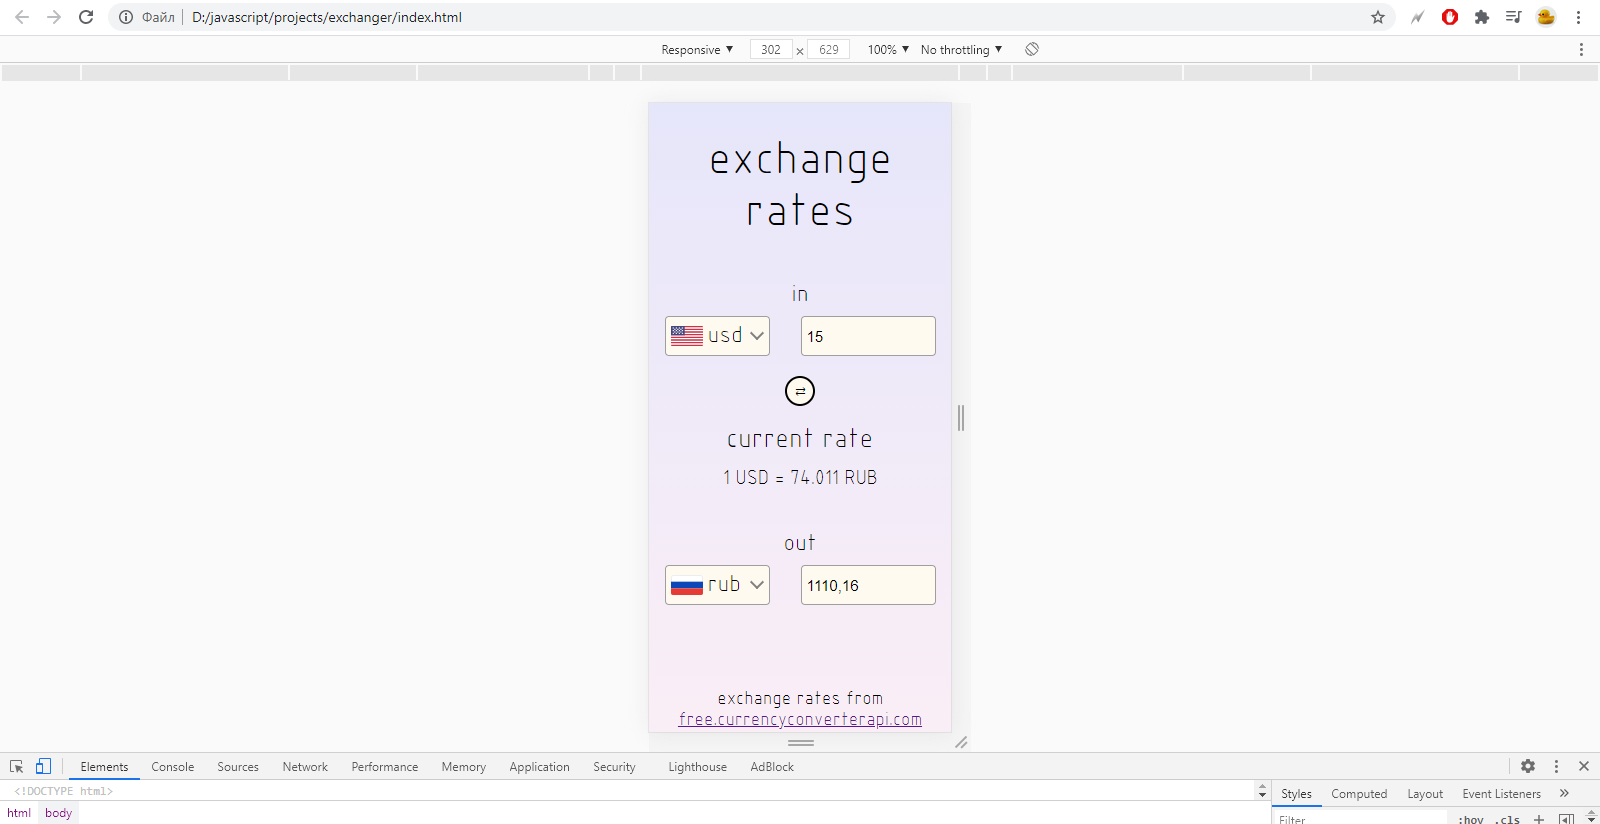 Файл D:/javascript/projects/exchanger/index.html
Responsive 302 × 629 100% No throttling
exchange
rates
in
usd 15
current rate
1 USD = 74.011 RUB
out
rub 1110,16
exchange rates from
free.currencyconverterapi.com
Elements Console Sources Network Performance Memory Application Security Lighthouse AdBlock
<!DOCTYPE html>
html body
Styles Computed Layout Event Listeners »
Filter :hov .cls +